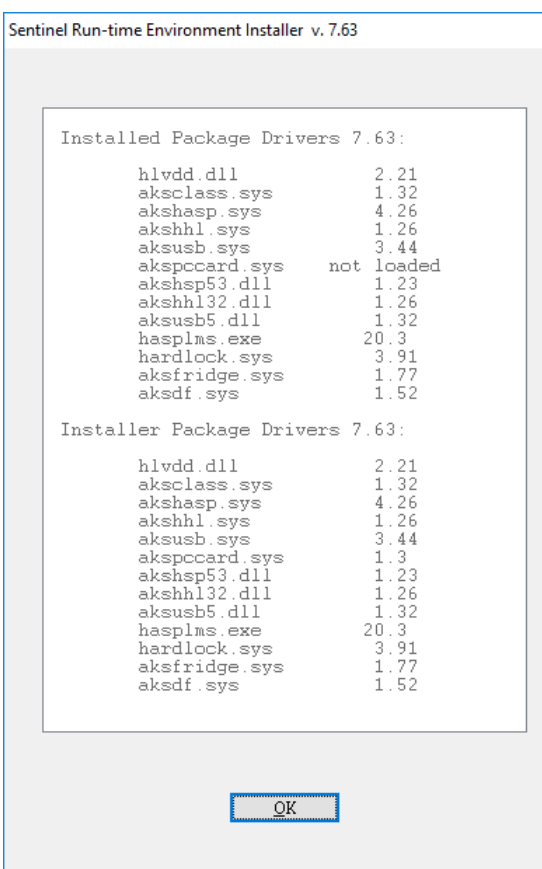 Sentinel Run-time Environment Installer v. 7.63
Installed Package Drivers 7.63:
hlvdd.dll 2.21
aksclass.sys 1.32
akshasp.sys 4.26
akshhl.sys 1.26
aksusb.sys 3.44
akspccard.sys not loaded
akshsp53.dll 1.23
akshhl32.dll 1.26
aksusb5.dll 1.32
hasplms.exe 20.3
hardlock.sys 3.91
aksfridge.sys 1.77
aksdf.sys 1.52
Installer Package Drivers 7.63:
hlvdd.dll 2.21
aksclass.sys 1.32
akshasp.sys 4.26
akshhl.sys 1.26
aksusb.sys 3.44
akspccard.sys 1.3
akshsp53.dll 1.23
akshhl32.dll 1.26
aksusb5.dll 1.32
hasplms.exe 20.3
hardlock.sys 3.91
aksfridge.sys 1.77
aksdf.sys 1.52
OK